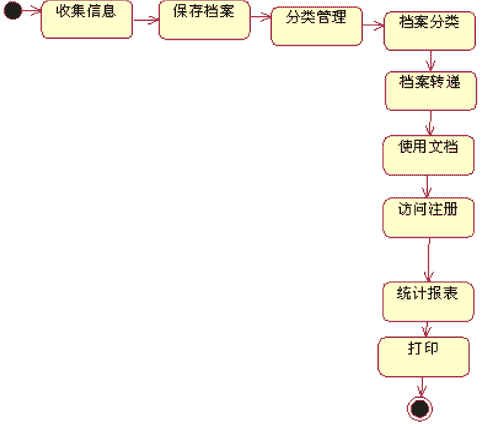 收集信息
保存档案
分类管理
档案分类
档案转递
使用文档
访问注册
统计报表
打印